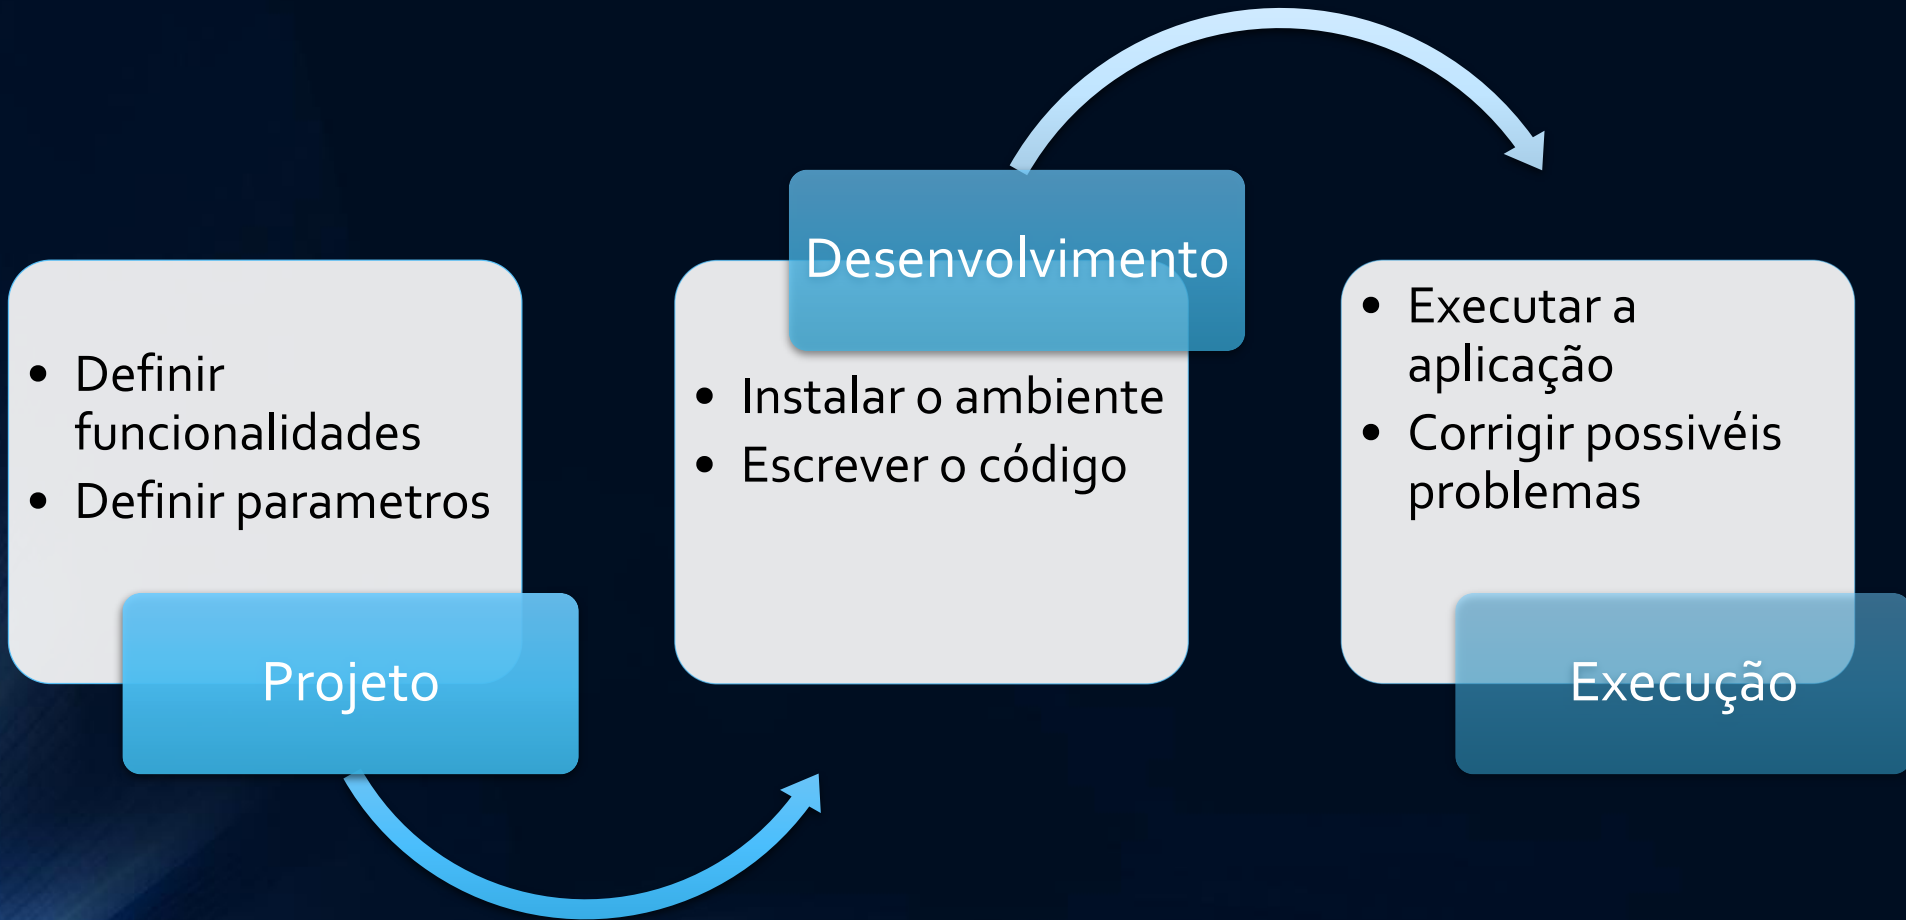 • Definir
funcionalidades
• Definir parametros
Projeto
Desenvolvimento
• Instalar o ambiente
• Escrever o código
• Executar a
aplicação
• Corrigir possivéis
problemas
Execução